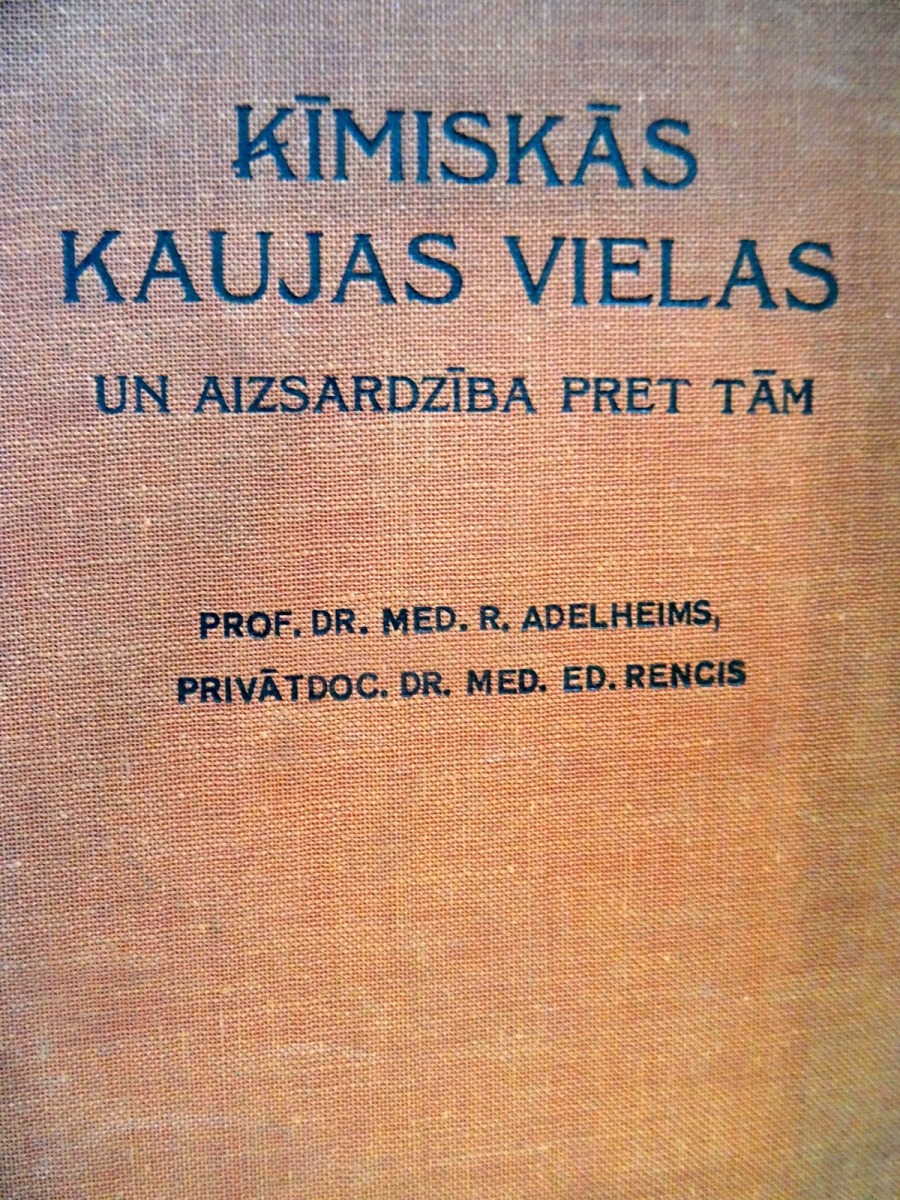 ĶĪMISKĀS
KAUJAS VIELAS
UN AIZSARDZĪBA PRET TĀM
PROF. DR. MED. R. ADELHEIMS,
PRIVĀTDOC. DR. MED. ED. RENCIS